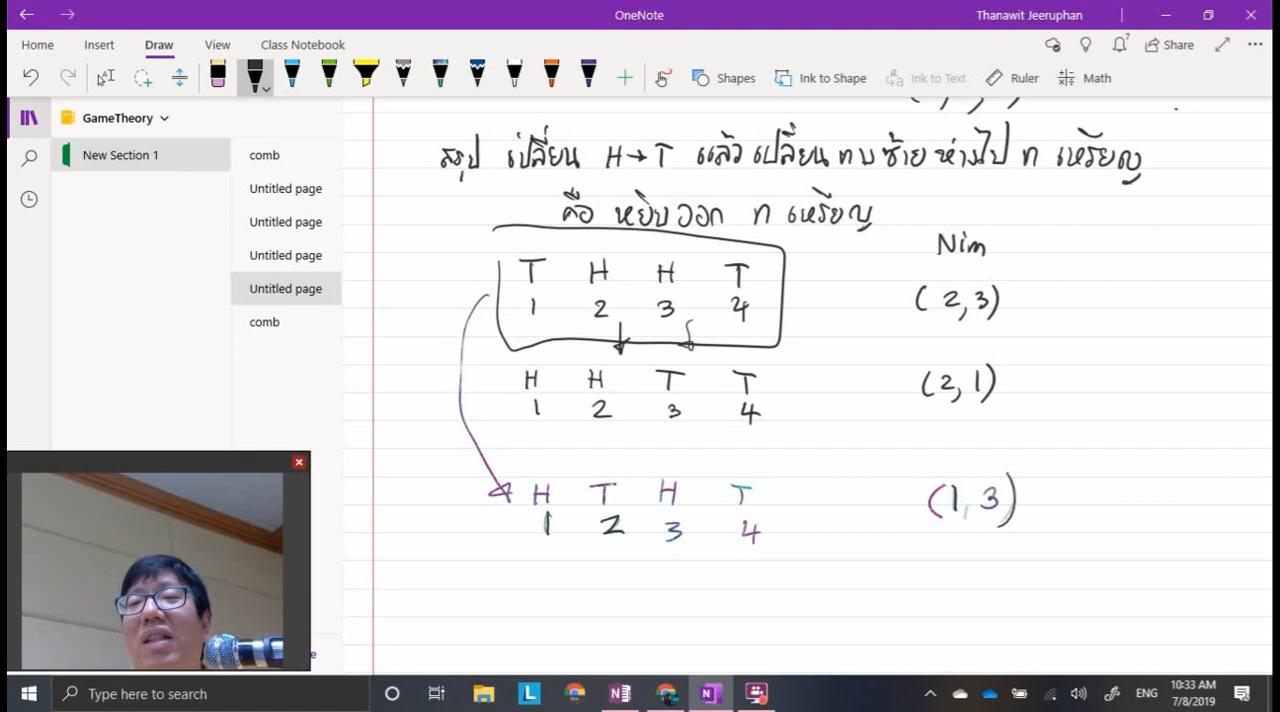 OneNote
Thanawit Jeeruphan
Home Insert Draw View Class Notebook
Share
Shapes Ink to Shape Ink to Text Ruler Math
GameTheory
New Section 1
comb
Untitled page
Untitled page
Untitled page
Untitled page
comb
สรุป เปลี่ยน H→T แล้วเปลี่ยนทางซ้ายห่างไป n เหรียญ
คือ หยิบออก n เหรียญ
Nim
T H H T
1 2 3 4
(2,3)
H H T T
1 2 3 4
(2,1)
H T H T
1 2 3 4
(1,3)
Type here to search
ENG
10:33 AM
7/8/2019